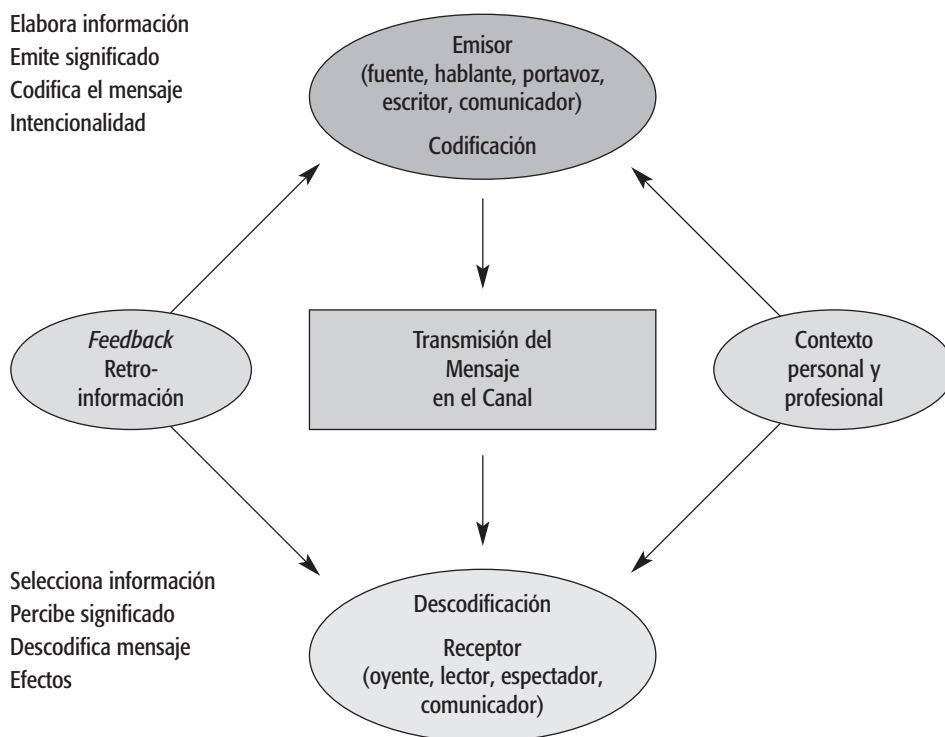 Elabora información
Emite significado
Codifica el mensaje
Intencionalidad
Emisor
(fuente, hablante, portavoz,
escritor, comunicador)
Codificación
Feedback
Retro-
información
Transmisión del
Mensaje
en el Canal
Contexto
personal y
profesional
Selecciona información
Percibe significado
Descodifica mensaje
Efectos
Descodificación
Receptor
(oyente, lector, espectador,
comunicador)